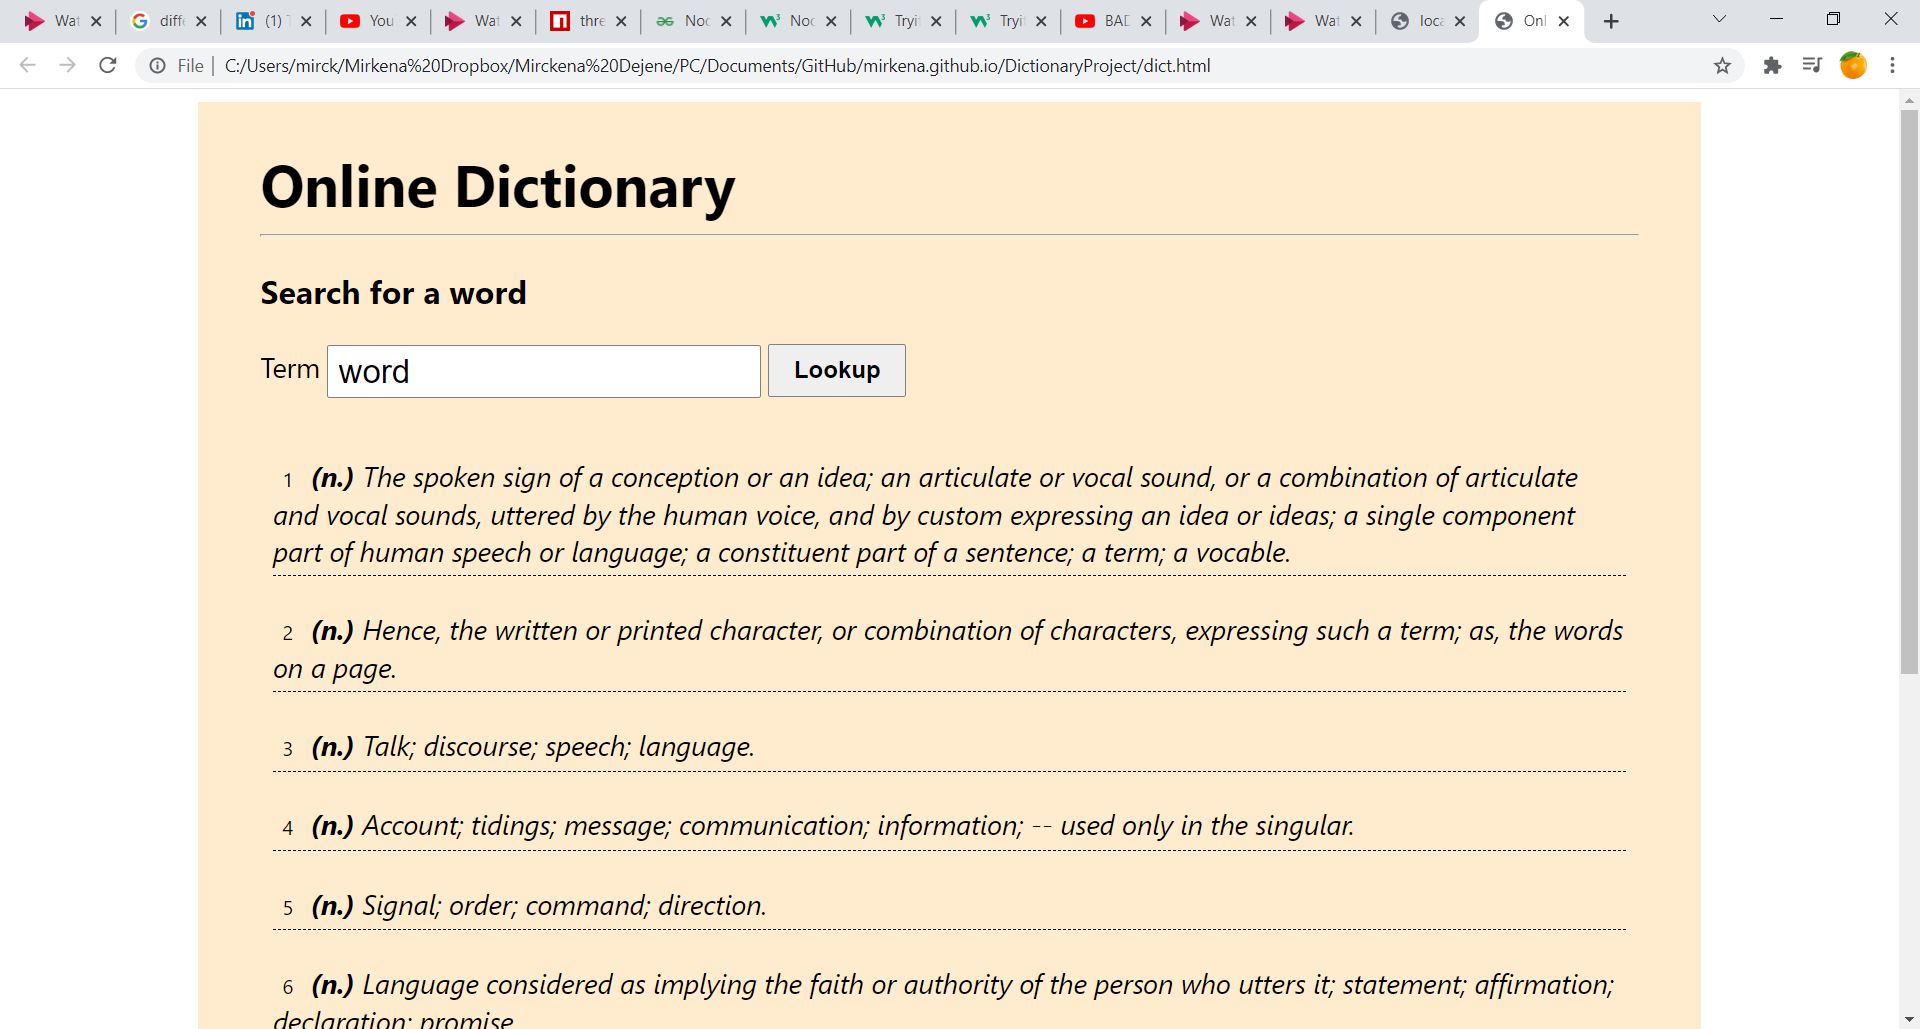 Wat diff (1) You Wat thre Noc Noc Tryi Tryi BAD Wat Wat loca Onl
File C:/Users/mirck/Mirkena%20Dropbox/Mirckena%20Dejene/PC/Documents/GitHub/mirkena.github.io/DictionaryProject/dict.html
Online Dictionary
Search for a word
Term word Lookup
1 (n.) The spoken sign of a conception or an idea; an articulate or vocal sound, or a combination of articulate
and vocal sounds, uttered by the human voice, and by custom expressing an idea or ideas; a single component
part of human speech or language; a constituent part of a sentence; a term; a vocable.
2 (n.) Hence, the written or printed character, or combination of characters, expressing such a term; as, the words
on a page.
3 (n.) Talk; discourse; speech; language.
4 (n.) Account; tidings; message; communication; information; -- used only in the singular.
5 (n.) Signal; order; command; direction.
6 (n.) Language considered as implying the faith or authority of the person who utters it; statement; affirmation;
declaration; promise